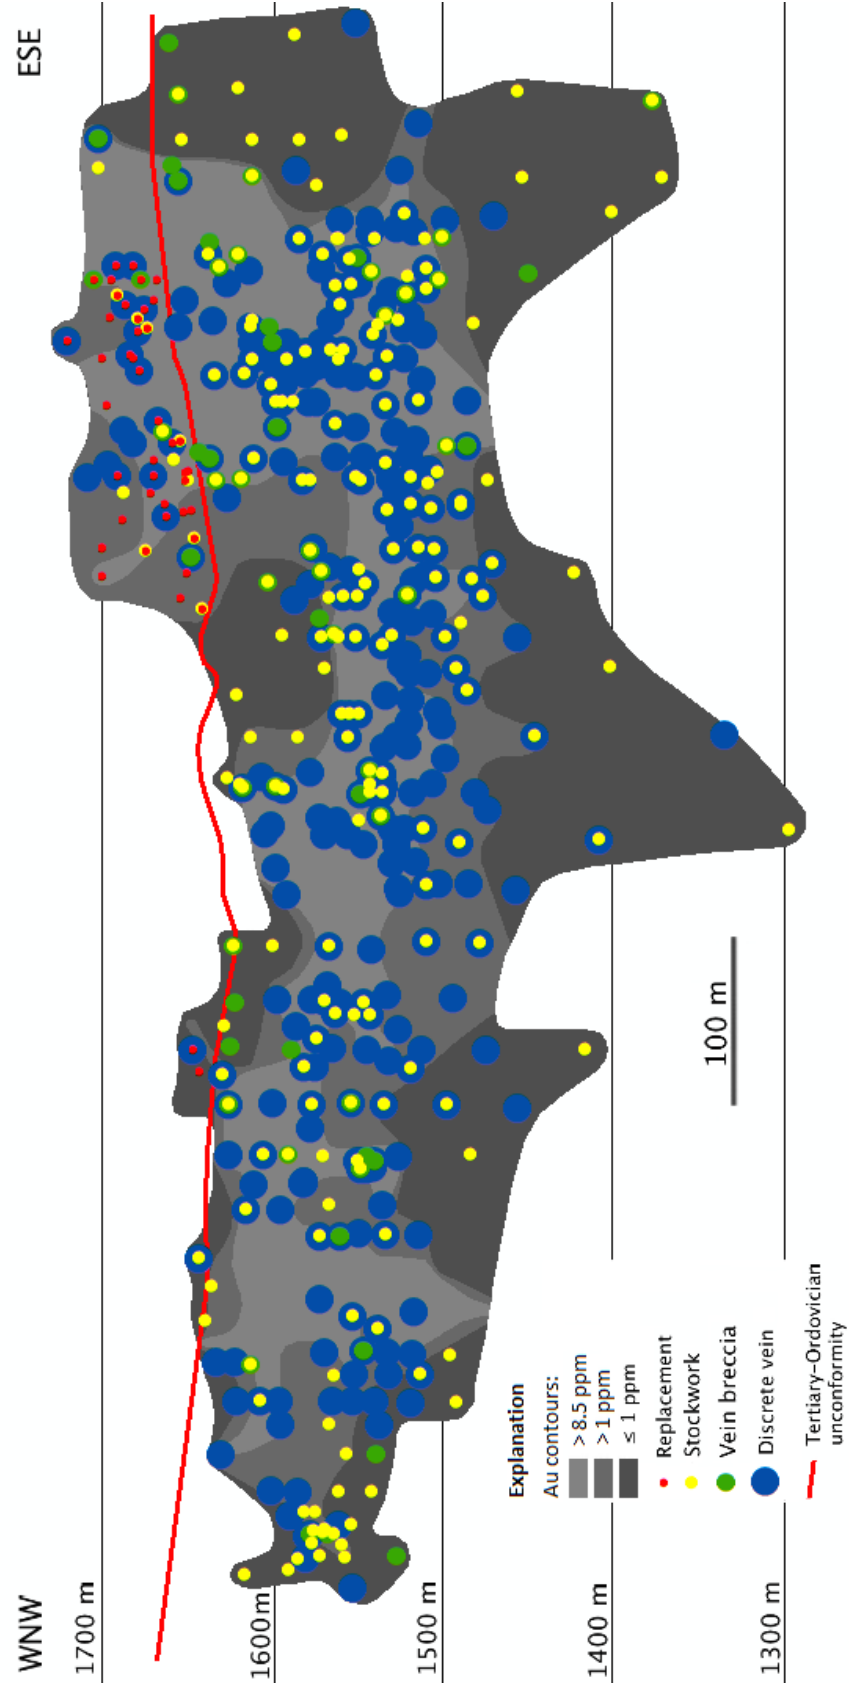 WNW
ESE
1700 m
1600m
1500 m
1400 m
1300 m
100 m
Explanation
Au contours:
> 8.5 ppm
> 1 ppm
≤ 1 ppm
Replacement
Stockwork
Vein breccia
Discrete vein
Tertiary–Ordovician
unconformity